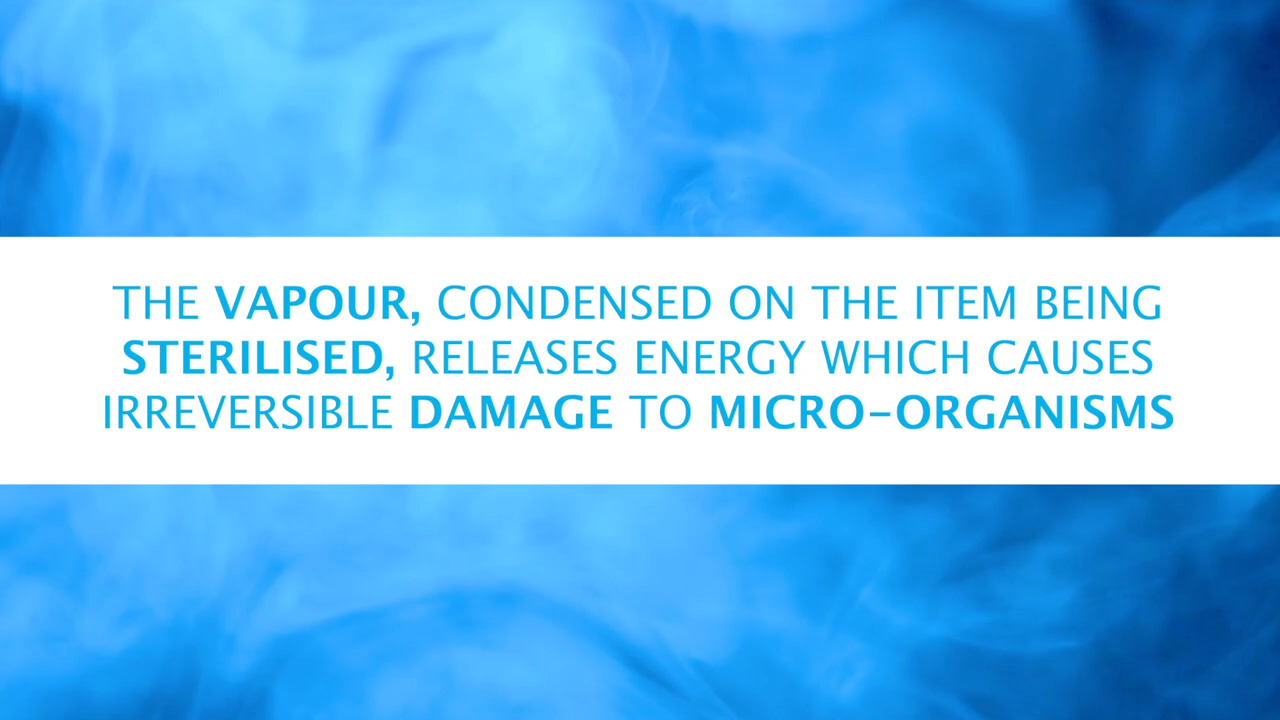 THE VAPOUR, CONDENSED ON THE ITEM BEING
STERILISED, RELEASES ENERGY WHICH CAUSES
IRREVERSIBLE DAMAGE TO MICRO-ORGANISMS